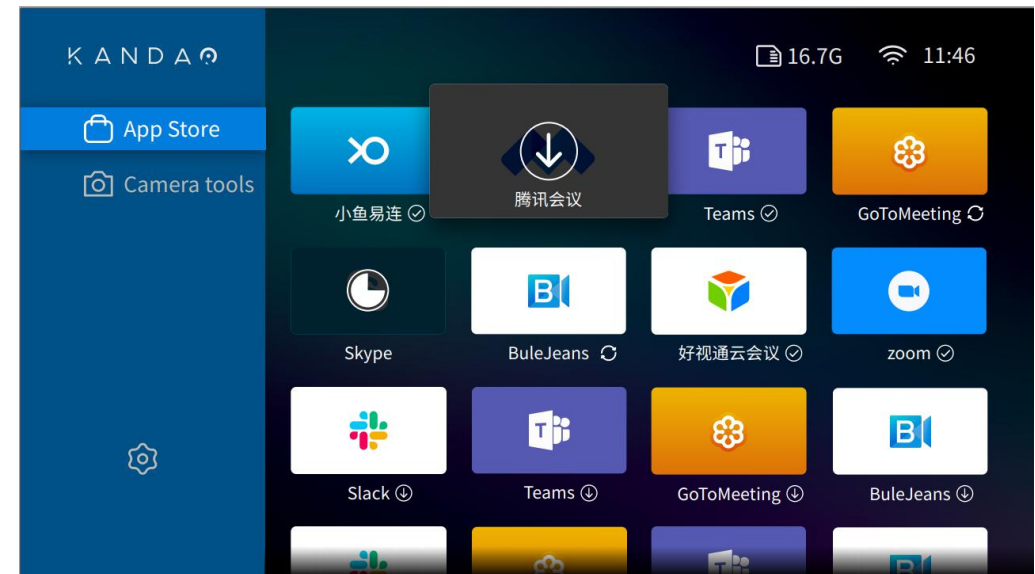 KANDAO
16.7G
11:46
App Store
Camera tools
小鱼易连
腾讯会议
Teams
GoToMeeting
Skype
BuleJeans
好视通云会议
zoom
Slack
Teams
GoToMeeting
BuleJeans